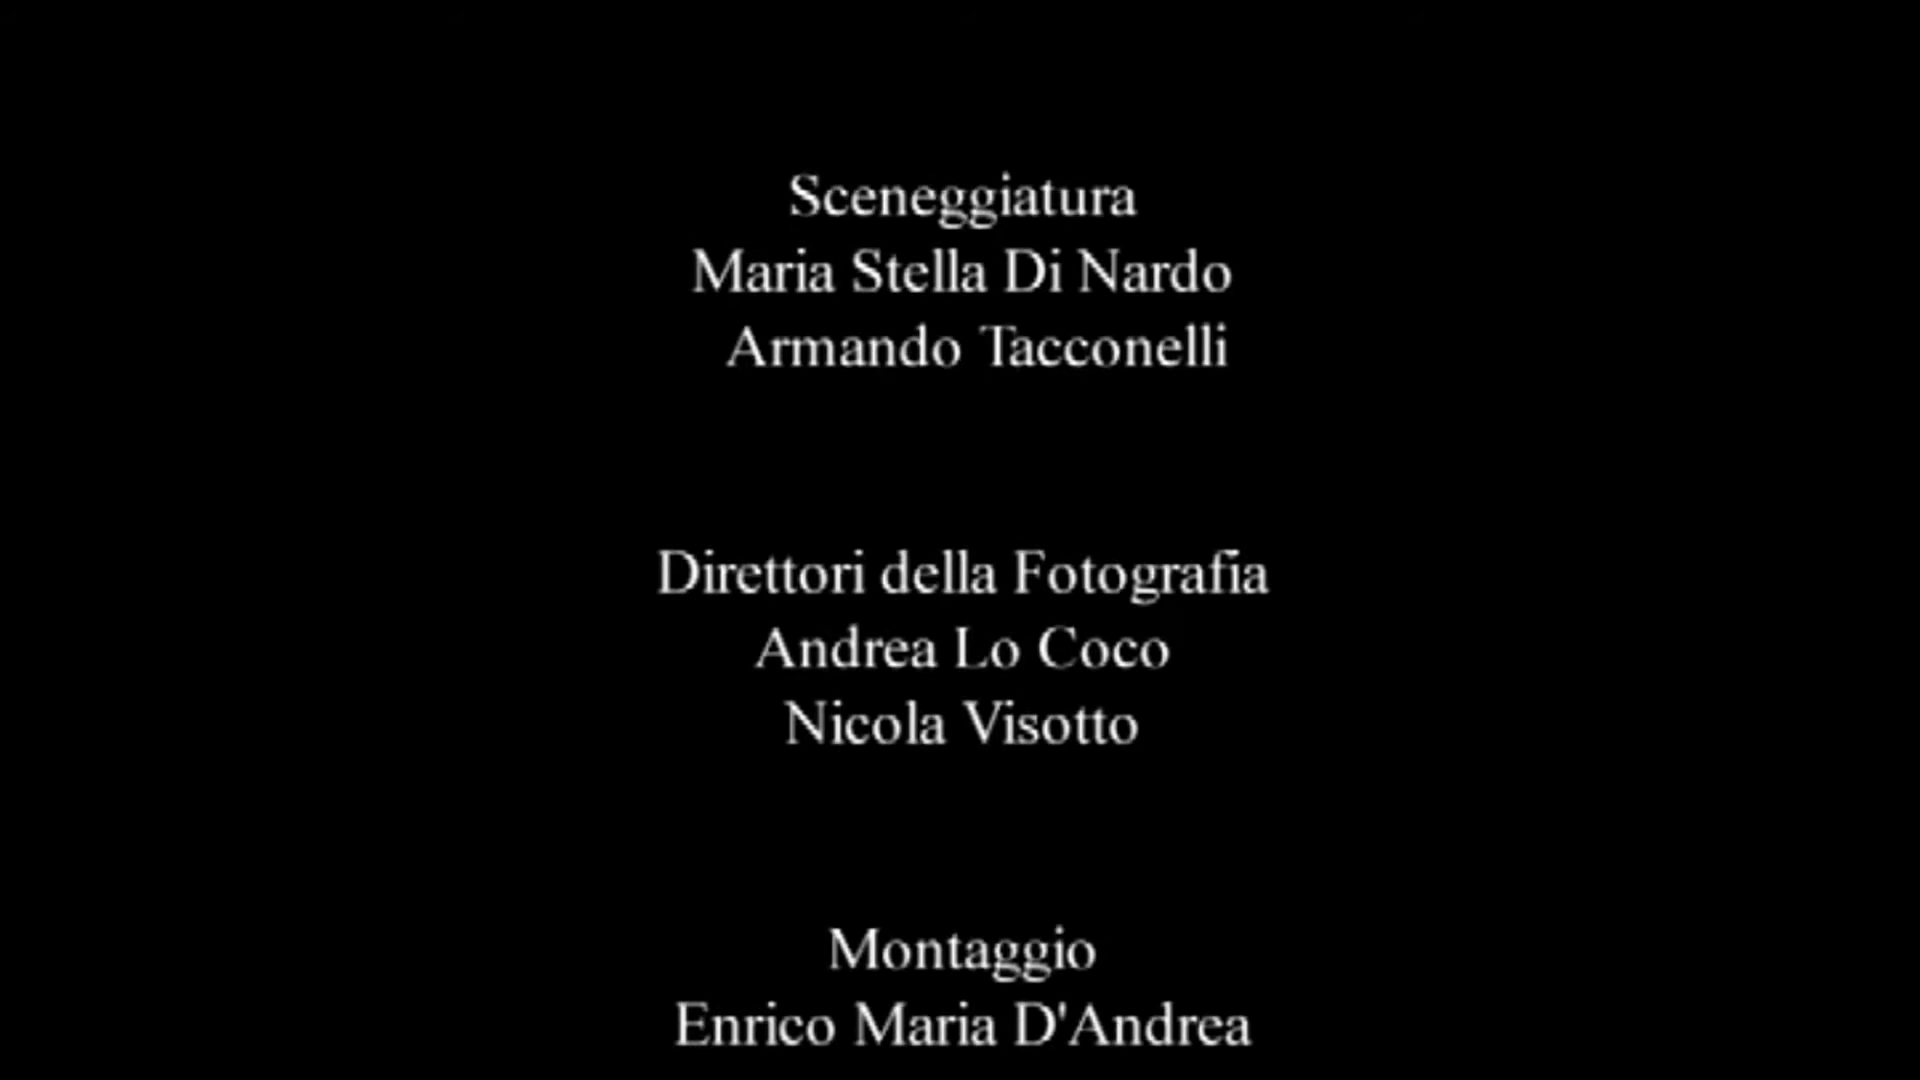 Sceneggiatura
Maria Stella Di Nardo
Armando Tacconelli
Direttori della Fotografia
Andrea Lo Coco
Nicola Visotto
Montaggio
Enrico Maria D'Andrea